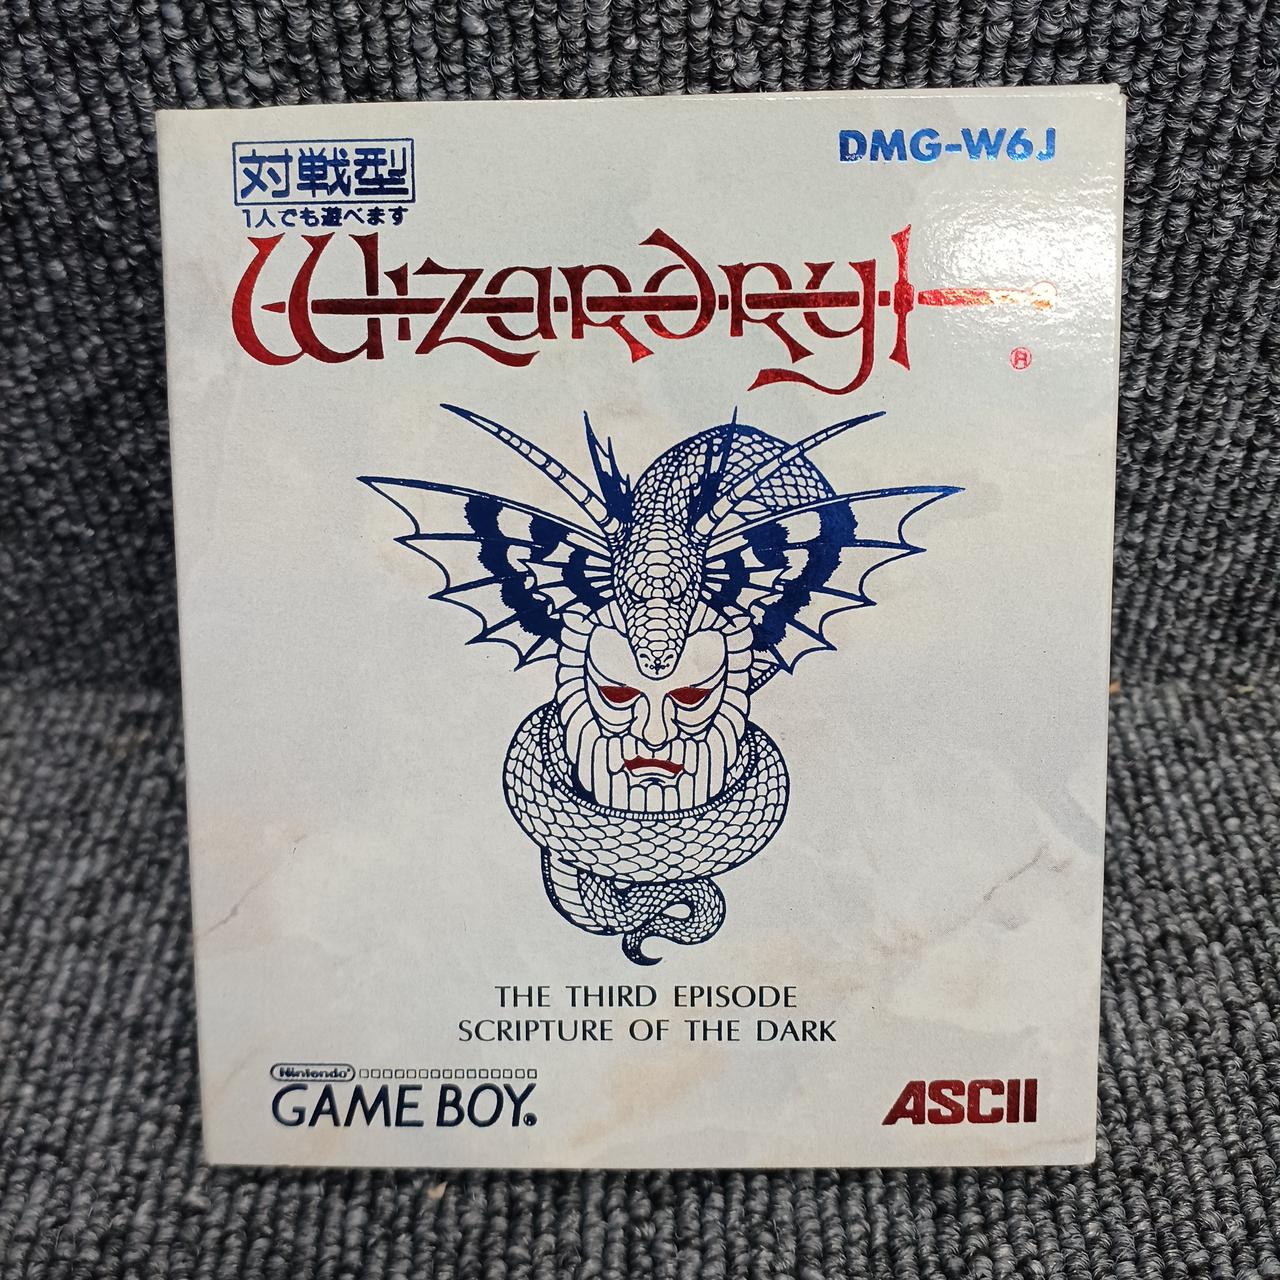 対戦型
1人でも遊べます
DMG-W6J
Wizardry
®
THE THIRD EPISODE
SCRIPTURE OF THE DARK
Nintendo®
GAME BOY®
ASCII